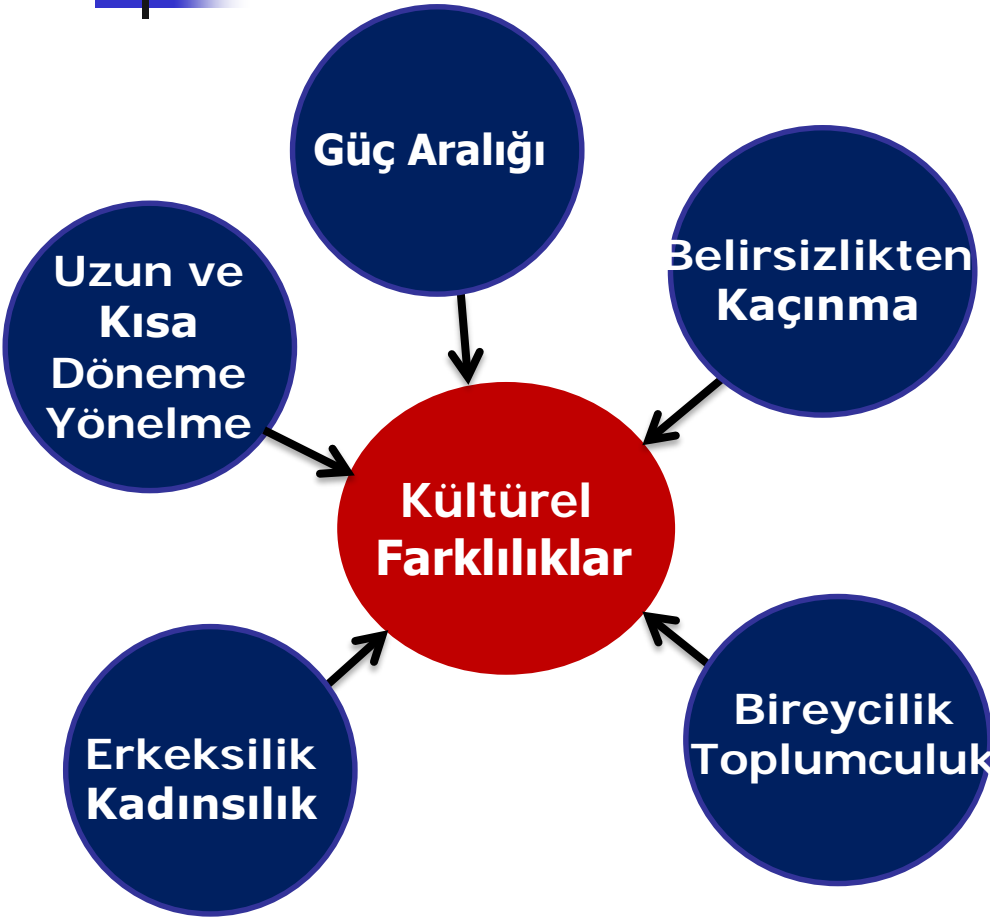 Güç Aralığı
Belirsizlikten
Kaçınma
Uzun ve
Kısa
Döneme
Yönelme
Kültürel
Farklılıklar
Bireycilik
Toplumculuk
Erkeksilik
Kadınsılık